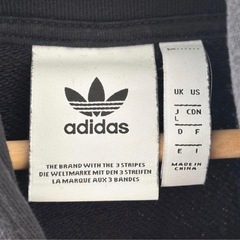 adidas
THE BRAND WITH THE 3 STRIPES
DIE WELTMARKE MIT DEN 3 STREIFEN
LA MARQUE AUX 3 BANDES
UK US
J
L
D F
E I
MADE IN
CHINA